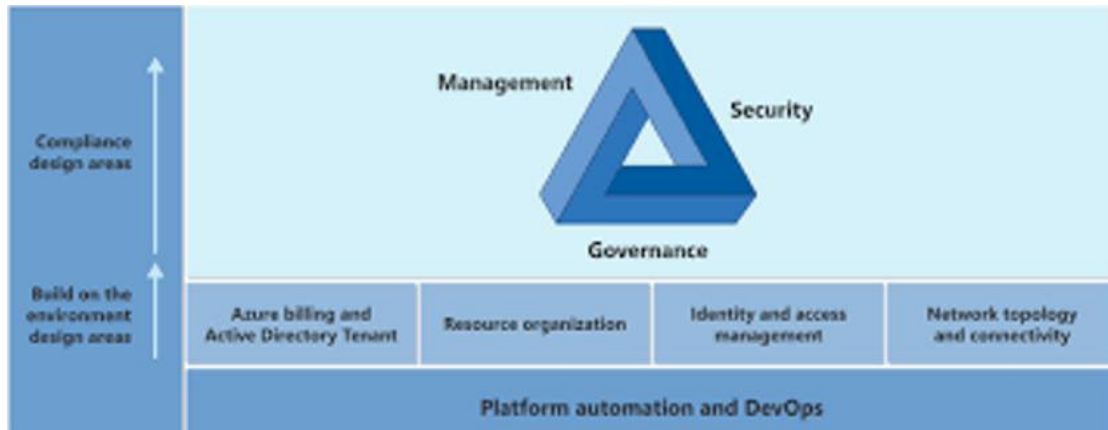 Management
Security
Compliance
design areas
Governance
Build on the
environment
design areas
Azure billing and
Active Directory Tenant
Resource organization
Identity and access
management
Network topology
and connectivity
Platform automation and DevOps